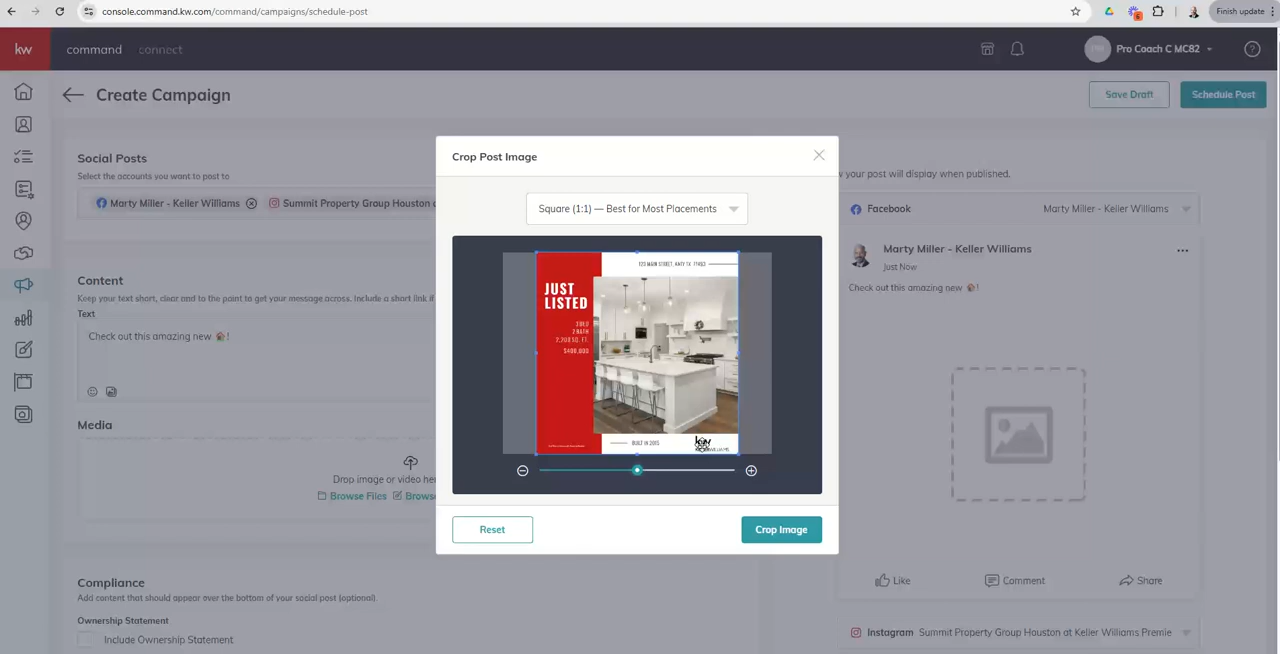 console.command.kw.com/command/campaigns/schedule-post
Finish update
kw
command
connect
Pro Coach C MC82
Create Campaign
Save Draft
Schedule Post
Social Posts
Select the accounts you want to post to
Marty Miller - Keller Williams
Summit Property Group Houston
Content
Keep your text short, clear and to the point to get your message across. Include a short link if
Text
Check out this amazing new 🏠!
Media
Drop image or video
Browse Files
Compliance
Add content that should appear over the bottom of your social post (optional).
Ownership Statement
Include Ownership Statement
Crop Post Image
Square (1:1) — Best for Most Placements
123 MAIN STREET, KATY TX 77493
JUST
LISTED
3 BED
2 BATH
2,200 SQ. FT.
$400,000
BUILT IN 2015
kw
Reset
Crop Image
your post will display when published.
Facebook
Marty Miller - Keller Williams
Marty Miller - Keller Williams
Just Now
Check out this amazing new 🏠!
Like
Comment
Share
Instagram
Summit Property Group Houston at Keller Williams Premie